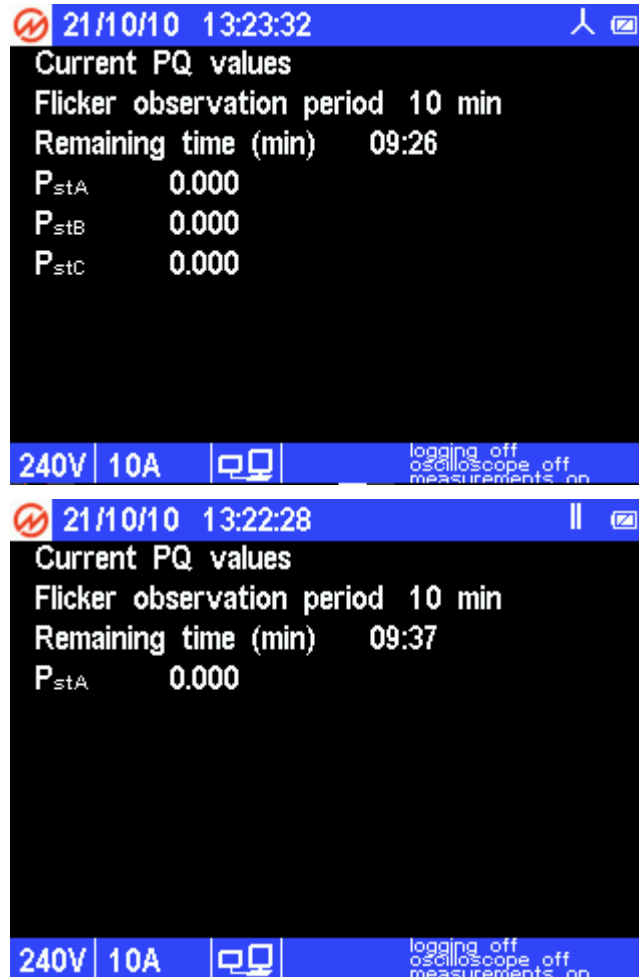 21/10/10 13:23:32
Current PQ values
Flicker observation period 10 min
Remaining time (min) 09:26
PstA 0.000
PstB 0.000
PstC 0.000
240V 10A
logging off
oscilloscope off
measurements on
21/10/10 13:22:28
Current PQ values
Flicker observation period 10 min
Remaining time (min) 09:37
PstA 0.000
240V 10A
logging off
oscilloscope off
measurements on